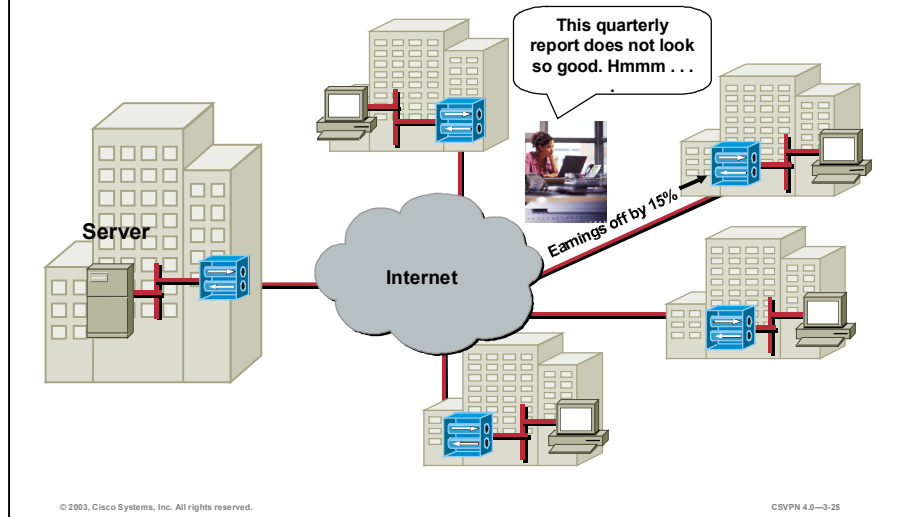 This quarterly
report does not look
so good. Hmmm . . .
.
Server
Earnings off by 15%
Internet
© 2003, Cisco Systems, Inc. All rights reserved.
CSVPN 4.0—3-25